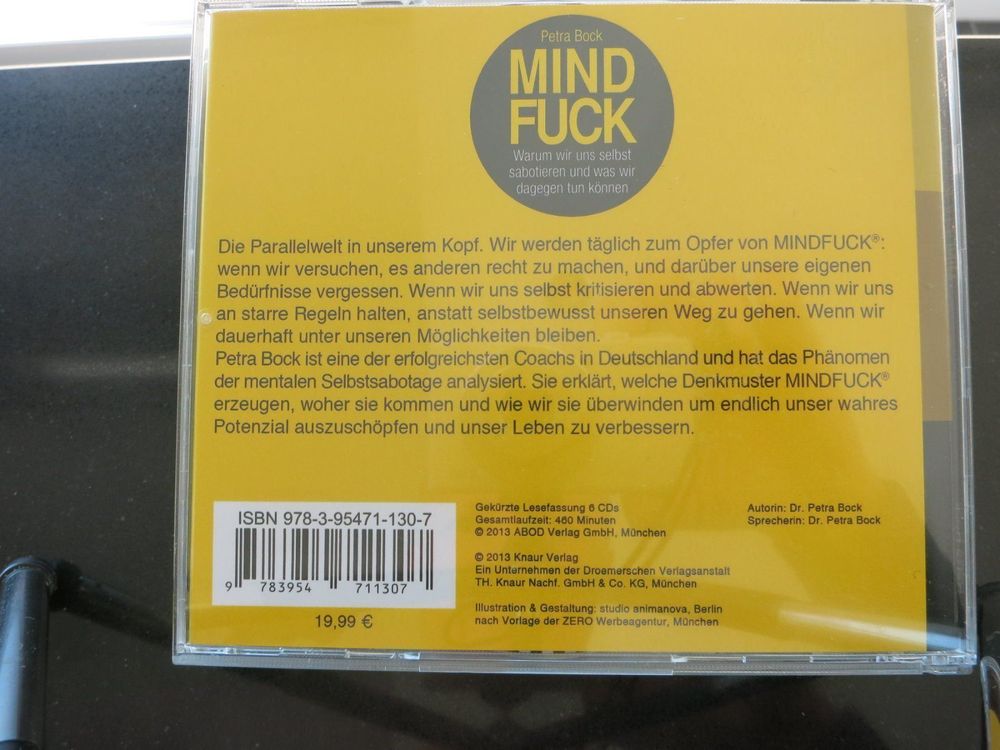 Petra Bock
MIND
FUCK
Warum wir uns selbst
sabotieren und was wir
dagegen tun können
Die Parallelwelt in unserem Kopf. Wir werden täglich zum Opfer von MINDFUCK®:
wenn wir versuchen, es anderen recht zu machen, und darüber unsere eigenen
Bedürfnisse vergessen. Wenn wir uns selbst kritisieren und abwerten. Wenn wir uns
an starre Regeln halten, anstatt selbstbewusst unseren Weg zu gehen. Wenn wir
dauerhaft unter unseren Möglichkeiten bleiben.
Petra Bock ist eine der erfolgreichsten Coachs in Deutschland und hat das Phänomen
der mentalen Selbstsabotage analysiert. Sie erklärt, welche Denkmuster MINDFUCK®
erzeugen, woher sie kommen und wie wir sie überwinden um endlich unser wahres
Potenzial auszuschöpfen und unser Leben zu verbessern.
ISBN 978-3-95471-130-7
9 783954 711307
19,99 €
Gekürzte Lesefassung 6 CDs
Gesamtlaufzeit: 460 Minuten
© 2013 ABOD Verlag GmbH, München
© 2013 Knaur Verlag
Ein Unternehmen der Droemerschen Verlagsanstalt
TH. Knaur Nachf. GmbH & Co. KG, München
Illustration & Gestaltung: studio animanova, Berlin
nach Vorlage der ZERO Werbeagentur, München
Autorin: Dr. Petra Bock
Sprecherin: Dr. Petra Bock